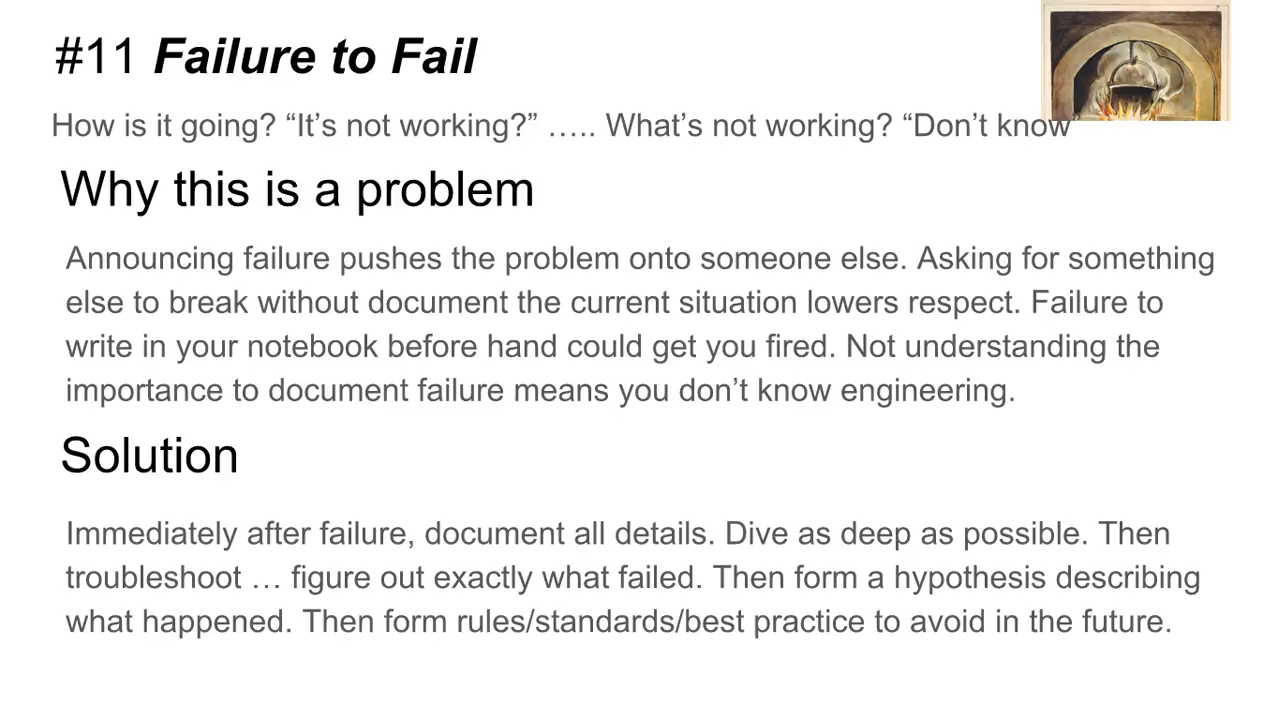 #11 Failure to Fail
How is it going? “It’s not working?” ….. What’s not working? “Don’t know”
Why this is a problem
Announcing failure pushes the problem onto someone else. Asking for something
else to break without document the current situation lowers respect. Failure to
write in your notebook before hand could get you fired. Not understanding the
importance to document failure means you don’t know engineering.
Solution
Immediately after failure, document all details. Dive as deep as possible. Then
troubleshoot … figure out exactly what failed. Then form a hypothesis describing
what happened. Then form rules/standards/best practice to avoid in the future.